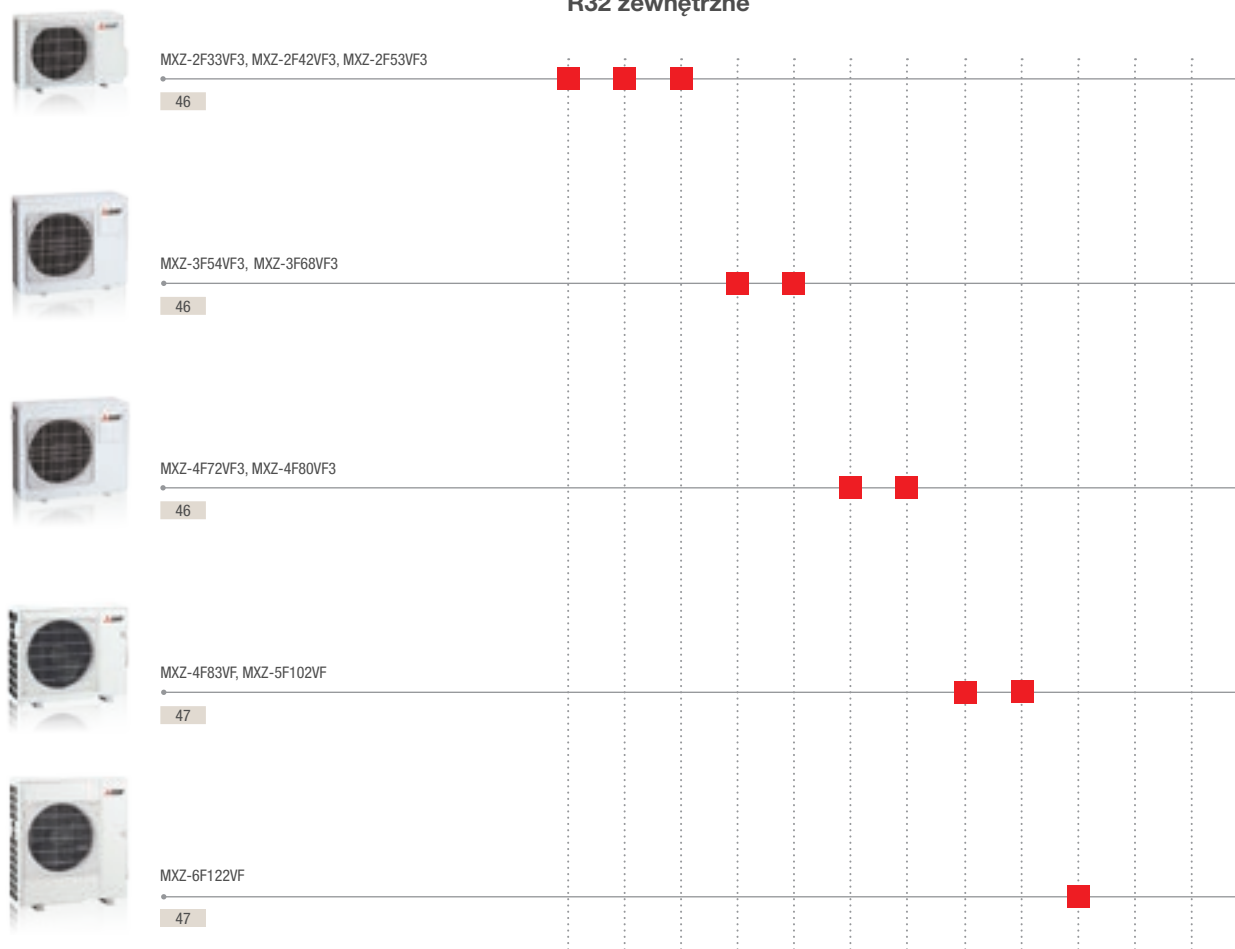 R32 zewnętrzne
MXZ-2F33VF3, MXZ-2F42VF3, MXZ-2F53VF3
46
MXZ-3F54VF3, MXZ-3F68VF3
46
MXZ-4F72VF3, MXZ-4F80VF3
46
MXZ-4F83VF, MXZ-5F102VF
47
MXZ-6F122VF
47